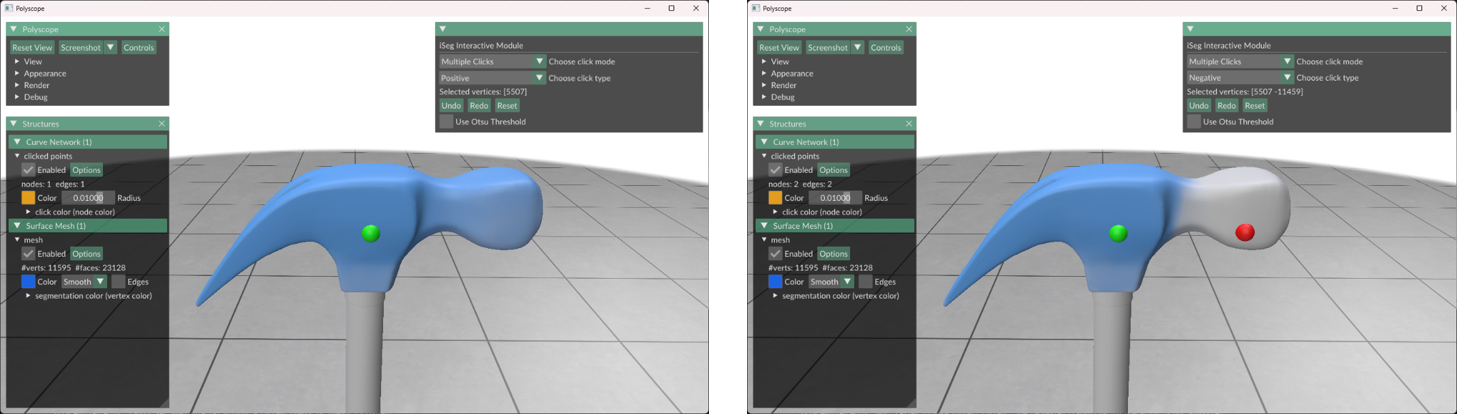 Polyscope
Polyscope
Reset View Screenshot Controls
View
Appearance
Render
Debug
Structures
Curve Network (1)
clicked points
Enabled Options
nodes: 1 edges: 1
Color 0.01000 Radius
click color (node color)
Surface Mesh (1)
mesh
Enabled Options
#verts: 11595 #faces: 23128
Color Smooth Edges
segmentation color (vertex color)
iSeg Interactive Module
Multiple Clicks Choose click mode
Positive Choose click type
Selected vertices: [5507]
Undo Redo Reset
Use Otsu Threshold
Polyscope
Polyscope
Reset View Screenshot Controls
View
Appearance
Render
Debug
Structures
Curve Network (1)
clicked points
Enabled Options
nodes: 2 edges: 2
Color 0.01000 Radius
click color (node color)
Surface Mesh (1)
mesh
Enabled Options
#verts: 11595 #faces: 23128
Color Smooth Edges
segmentation color (vertex color)
iSeg Interactive Module
Multiple Clicks Choose click mode
Negative Choose click type
Selected vertices: [5507 -11459]
Undo Redo Reset
Use Otsu Threshold